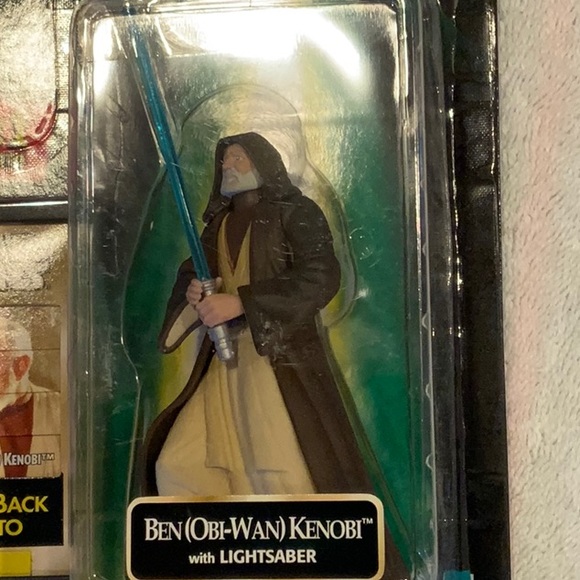 KENOBI™
BACK
TO
BEN (OBI-WAN) KENOBI™
with LIGHTSABER